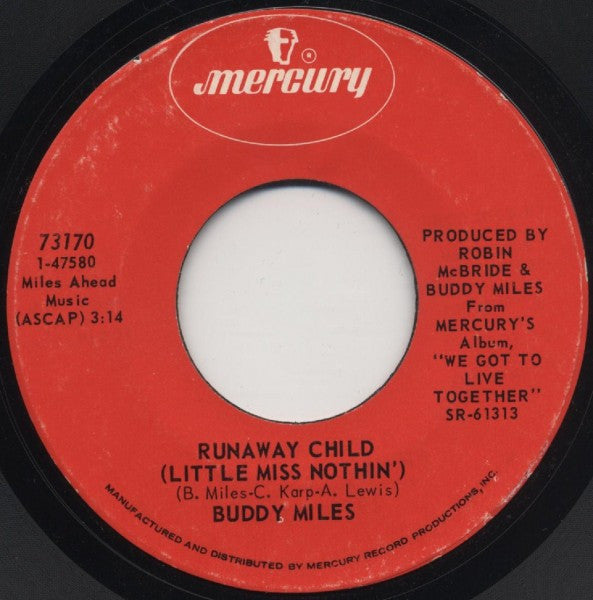 ®
mercury
73170
1-47580
Miles Ahead
Music
(ASCAP) 3:14
PRODUCED BY
ROBIN
McBRIDE &
BUDDY MILES
From
MERCURY'S
Album,
"WE GOT TO
LIVE
TOGETHER"
SR-61313
RUNAWAY CHILD
(LITTLE MISS NOTHIN')
(B. Miles-C. Karp-A. Lewis)
BUDDY MILES
MANUFACTURED AND DISTRIBUTED BY MERCURY RECORD PRODUCTIONS, INC.